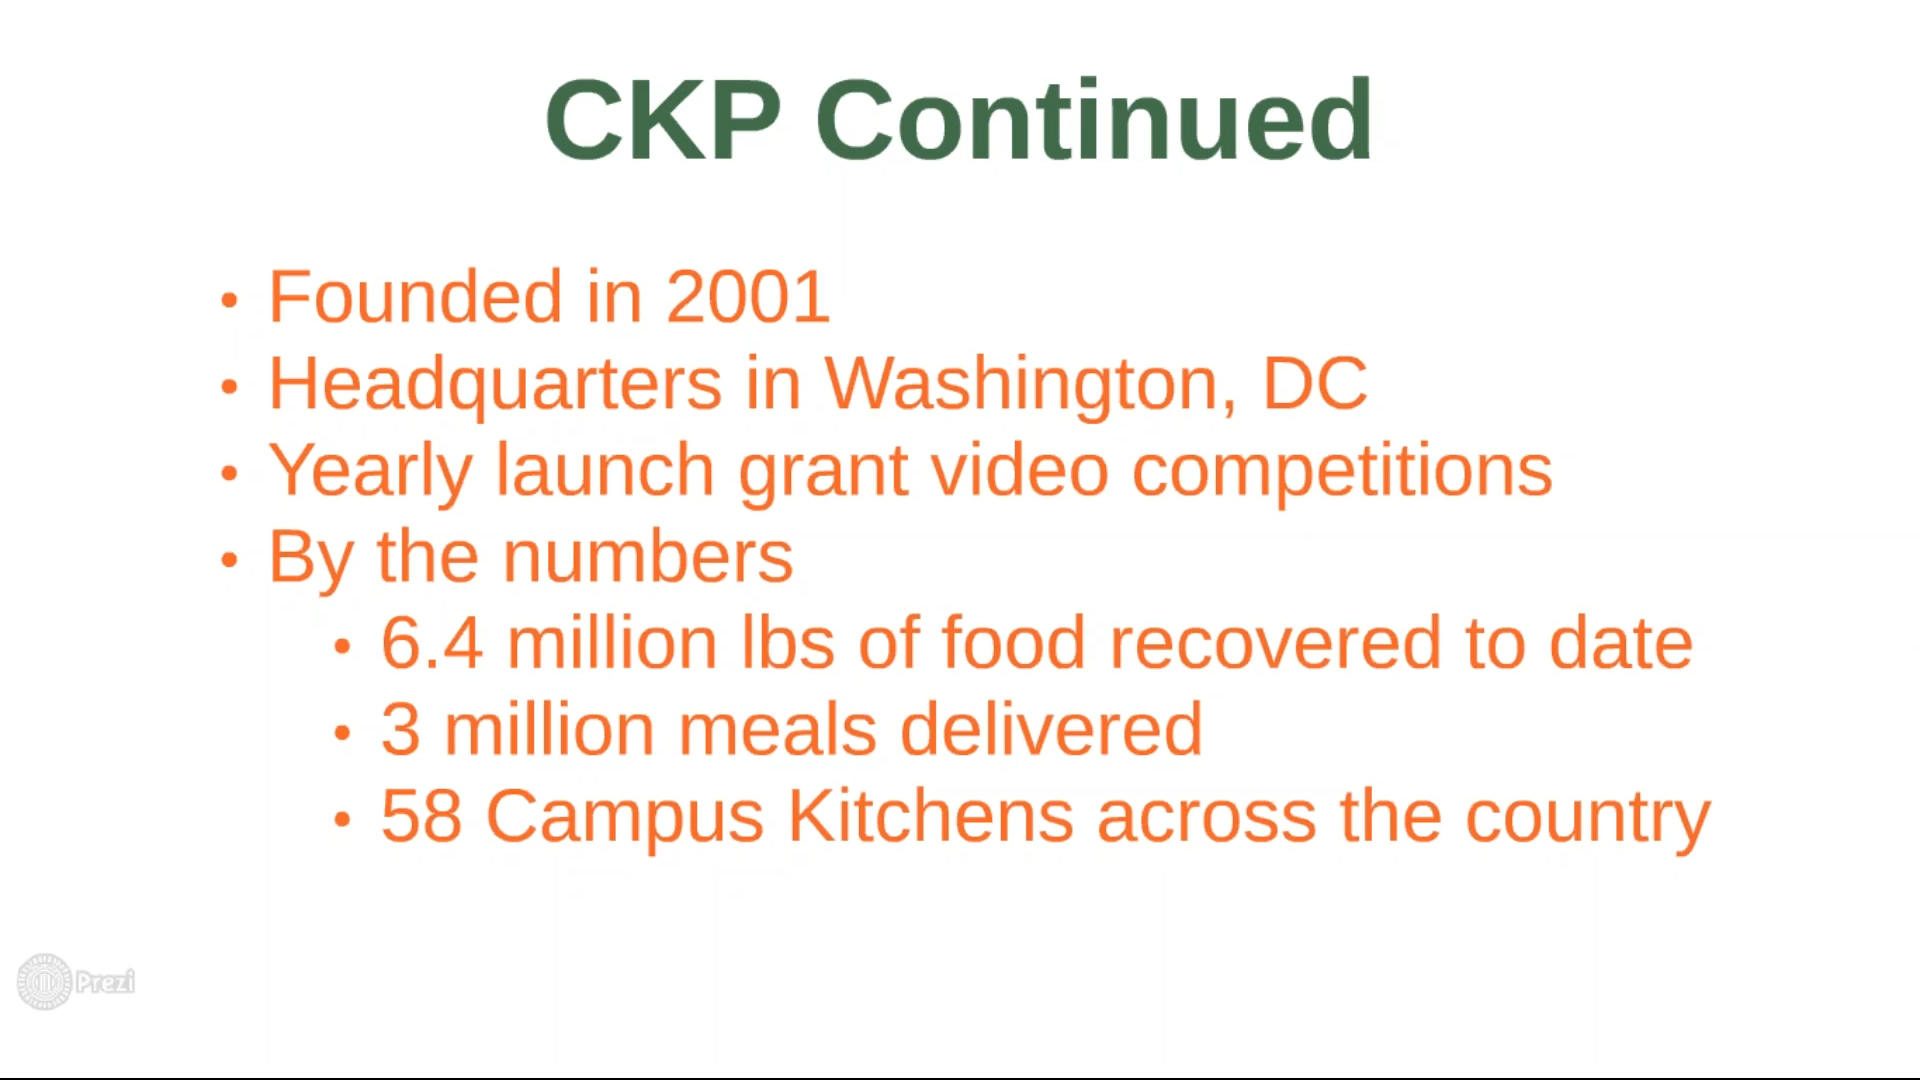 CKP Continued
• Founded in 2001
• Headquarters in Washington, DC
• Yearly launch grant video competitions
• By the numbers
• 6.4 million lbs of food recovered to date
• 3 million meals delivered
• 58 Campus Kitchens across the country
Prezi